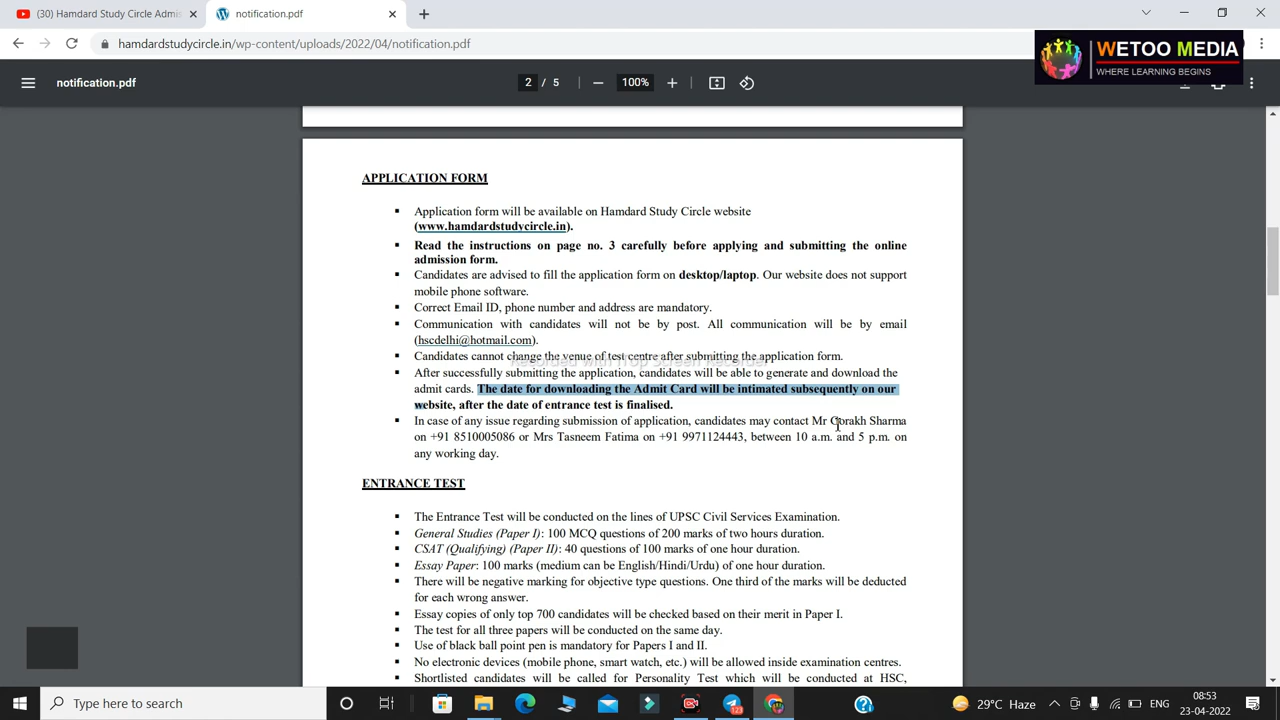 (30) Hamdard Study Circle Admis
notification.pdf
hamdardstudycircle.in/wp-content/uploads/2022/04/notification.pdf
WETOO MEDIA
WHERE LEARNING BEGINS
notification.pdf
2 / 5
100%
APPLICATION FORM
▪ Application form will be available on Hamdard Study Circle website
(www.hamdardstudycircle.in).
▪ Read the instructions on page no. 3 carefully before applying and submitting the online
admission form.
▪ Candidates are advised to fill the application form on desktop/laptop. Our website does not support
mobile phone software.
▪ Correct Email ID, phone number and address are mandatory.
▪ Communication with candidates will not be by post. All communication will be by email
(hscdelhi@hotmail.com).
▪ Candidates cannot change the venue of test centre after submitting the application form.
Recorded with iTop Screen Recorder
▪ After successfully submitting the application, candidates will be able to generate and download the
admit cards. The date for downloading the Admit Card will be intimated subsequently on our
website, after the date of entrance test is finalised.
▪ In case of any issue regarding submission of application, candidates may contact Mr Gorakh Sharma
on +91 8510005086 or Mrs Tasneem Fatima on +91 9971124443, between 10 a.m. and 5 p.m. on
any working day.
ENTRANCE TEST
▪ The Entrance Test will be conducted on the lines of UPSC Civil Services Examination.
▪ General Studies (Paper I): 100 MCQ questions of 200 marks of two hours duration.
▪ CSAT (Qualifying) (Paper II): 40 questions of 100 marks of one hour duration.
▪ Essay Paper: 100 marks (medium can be English/Hindi/Urdu) of one hour duration.
▪ There will be negative marking for objective type questions. One third of the marks will be deducted
for each wrong answer.
▪ Essay copies of only top 700 candidates will be checked based on their merit in Paper I.
▪ The test for all three papers will be conducted on the same day.
▪ Use of black ball point pen is mandatory for Papers I and II.
▪ No electronic devices (mobile phone, smart watch, etc.) will be allowed inside examination centres.
▪ Shortlisted candidates will be called for Personality Test which will be conducted at HSC,
Type here to search
123
29°C Haze
ENG
08:53
23-04-2022